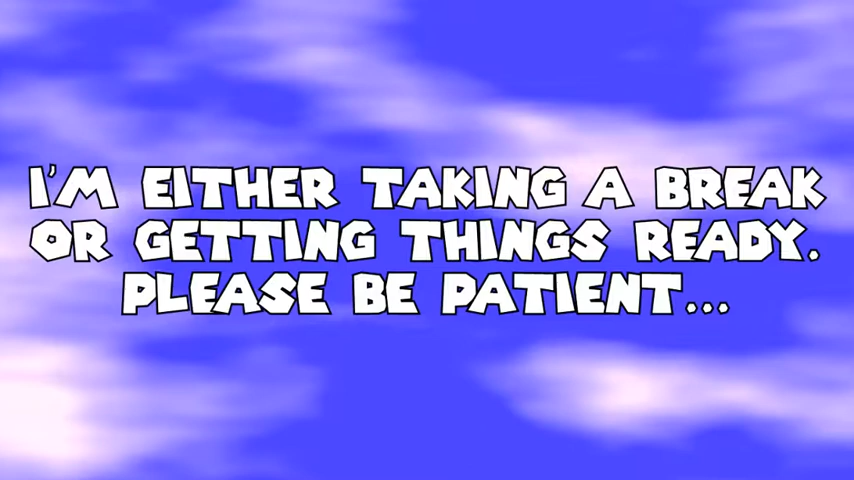 I'M EITHER TAKING A BREAK
OR GETTING THINGS READY.
PLEASE BE PATIENT...